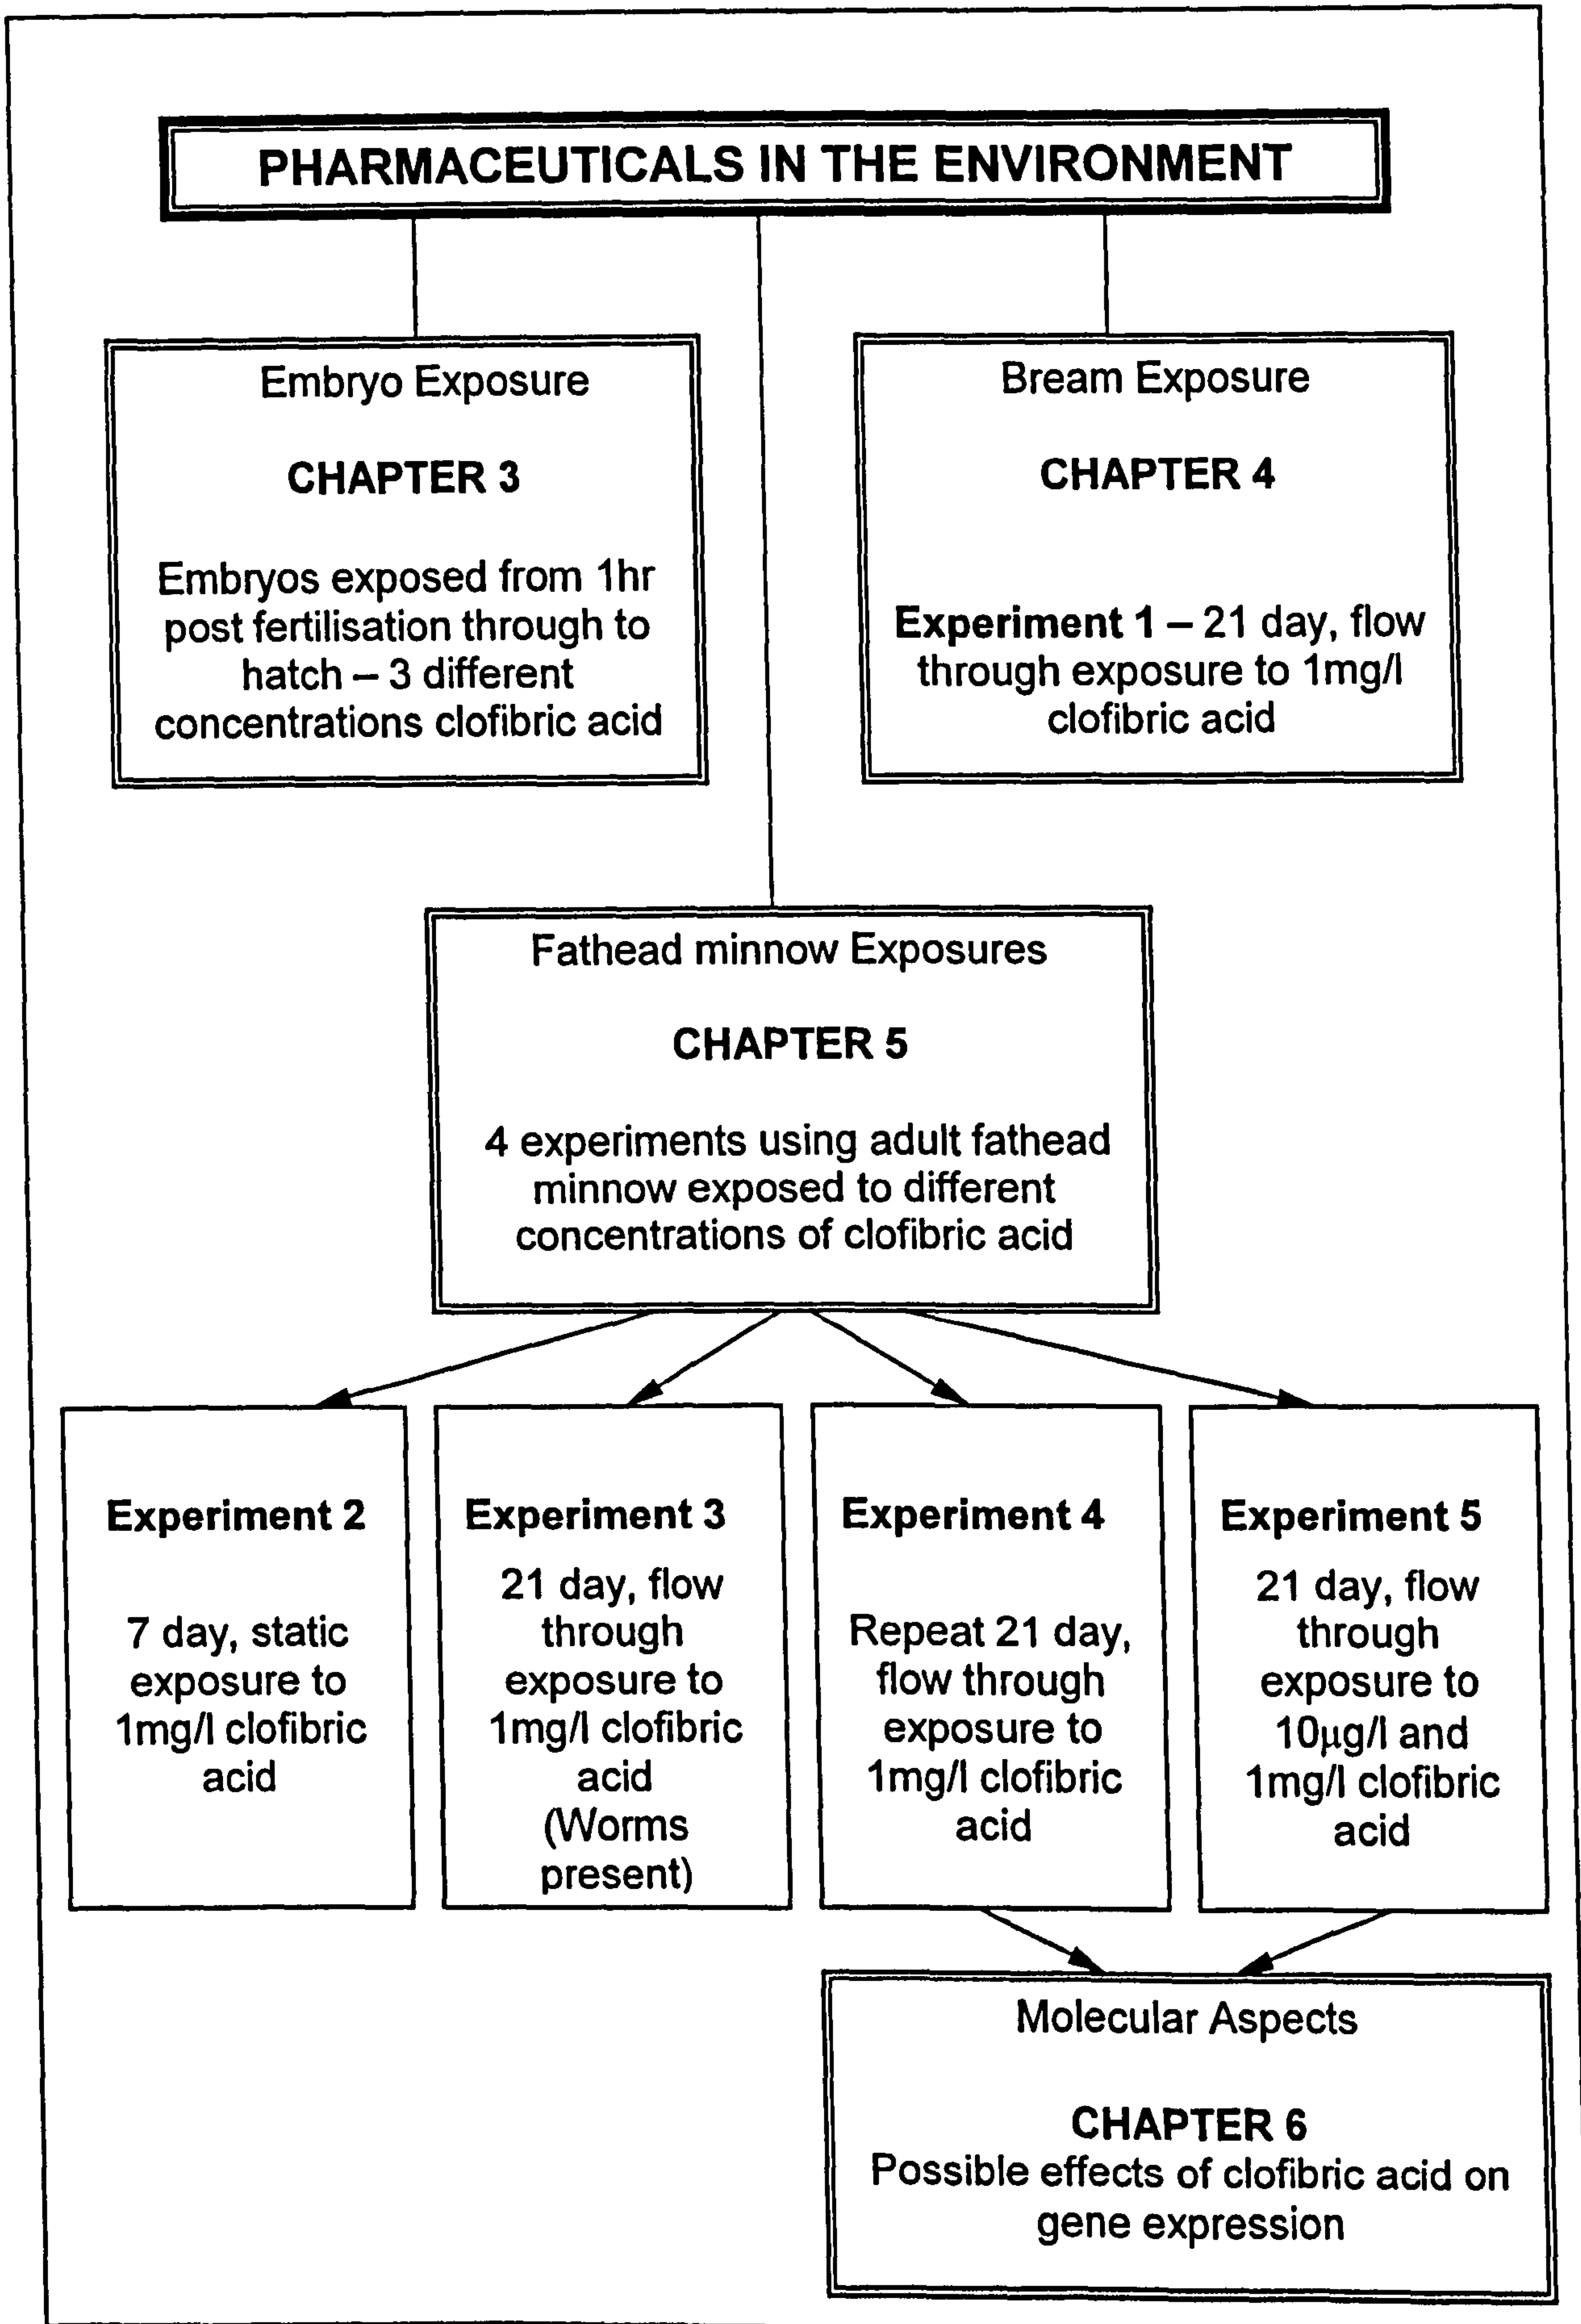 PHARMACEUTICALS IN THE ENVIRONMENT
Embryo Exposure
CHAPTER 3
Embryos exposed from 1hr
post fertilisation through to
hatch – 3 different
concentrations clofibric acid
Bream Exposure
CHAPTER 4
Experiment 1 – 21 day, flow
through exposure to 1mg/l
clofibric acid
Fathead minnow Exposures
CHAPTER 5
4 experiments using adult fathead
minnow exposed to different
concentrations of clofibric acid
Experiment 2
7 day, static
exposure to
1mg/l clofibric
acid
Experiment 3
21 day, flow
through
exposure to
1mg/l clofibric
acid
(Worms
present)
Experiment 4
Repeat 21 day,
flow through
exposure to
1mg/l clofibric
acid
Experiment 5
21 day, flow
through
exposure to
10µg/l and
1mg/l clofibric
acid
Molecular Aspects
CHAPTER 6
Possible effects of clofibric acid on
gene expression